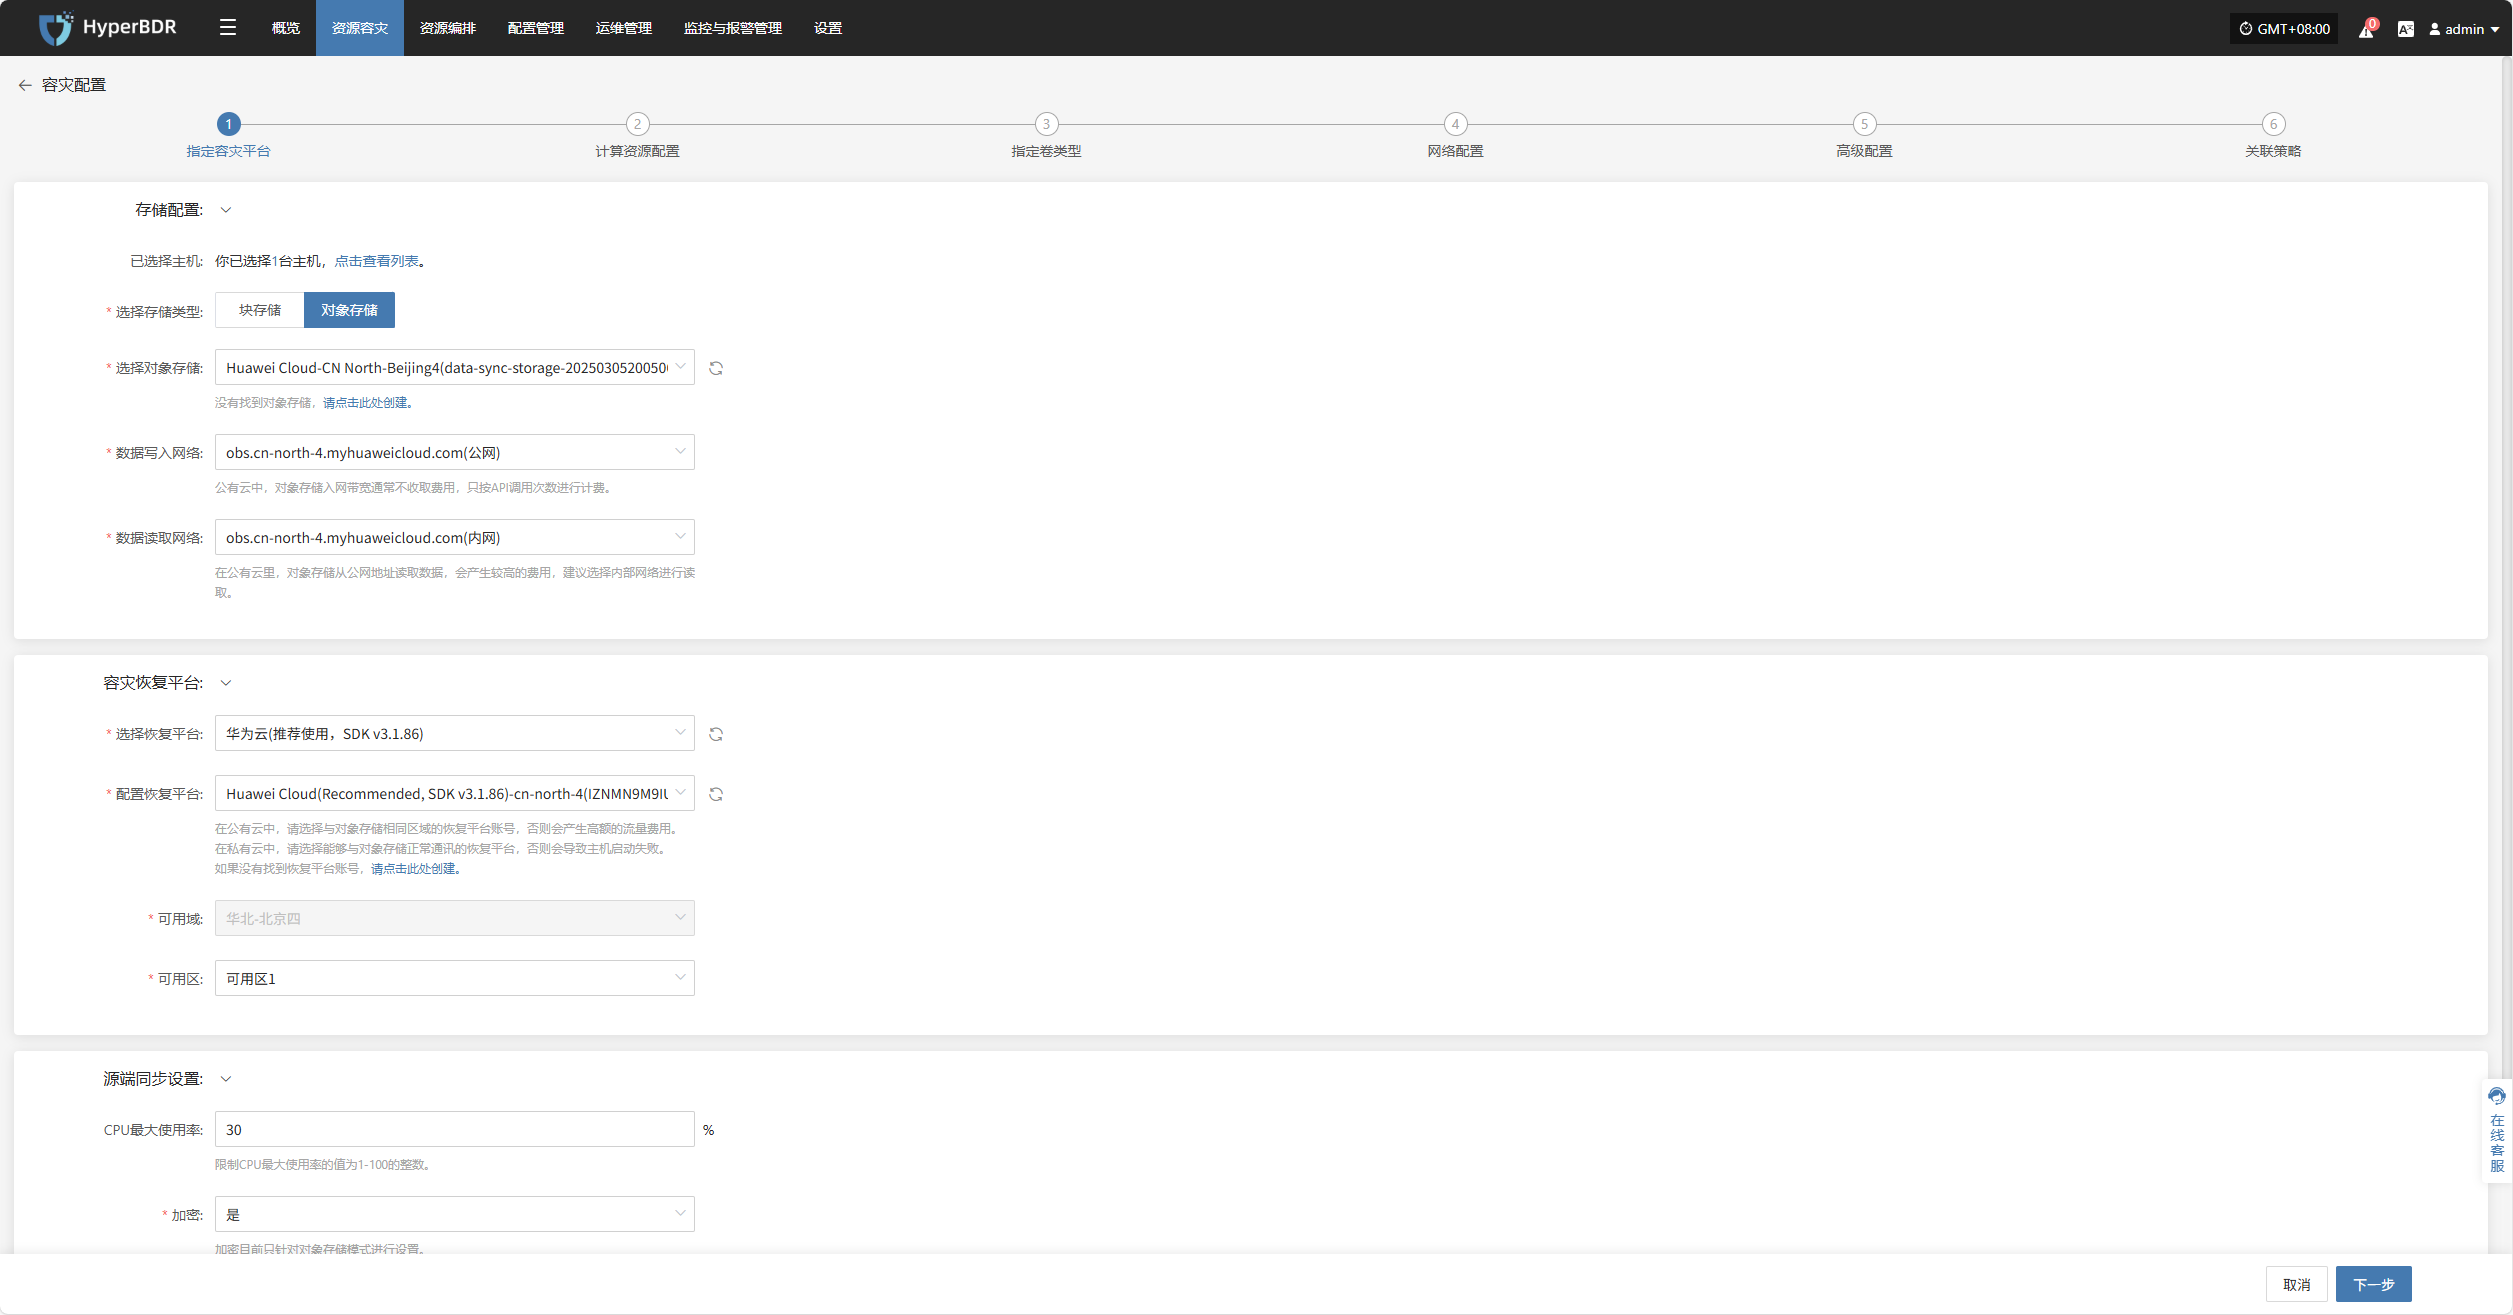 HyperBDR
概览
资源容灾
资源编排
配置管理
运维管理
监控与报警管理
设置
GMT+08:00
0
admin
容灾配置
1
2
3
4
5
6
指定容灾平台
计算资源配置
指定卷类型
网络配置
高级配置
关联策略
存储配置:
已选择主机: 你已选择1台主机，点击查看列表。
* 选择存储类型: 块存储 对象存储
* 选择对象存储: Huawei Cloud-CN North-Beijing4(data-sync-storage-2025030520050
没有找到对象存储，请点击此处创建。
* 数据写入网络: obs.cn-north-4.myhuaweicloud.com(公网)
公有云中，对象存储入网带宽通常不收取费用，只按API调用次数进行计费。
* 数据读取网络: obs.cn-north-4.myhuaweicloud.com(内网)
在公有云里，对象存储从公网地址读取数据，会产生较高的费用，建议选择内部网络进行读
取。
容灾恢复平台:
* 选择恢复平台: 华为云(推荐使用，SDK v3.1.86)
* 配置恢复平台: Huawei Cloud(Recommended, SDK v3.1.86)-cn-north-4(IZNMN9M9IU
在公有云中，请选择与对象存储相同区域的恢复平台账号，否则会产生高额的流量费用。
在私有云中，请选择能够与对象存储正常通讯的恢复平台，否则会导致主机启动失败。
如果没有找到恢复平台账号，请点击此处创建。
* 可用域: 华北-北京四
* 可用区: 可用区1
源端同步设置:
CPU最大使用率: 30 %
限制CPU最大使用率的值为1-100的整数。
* 加密: 是
加密目前只针对对象存储模式进行设置。
在线客服
取消
下一步